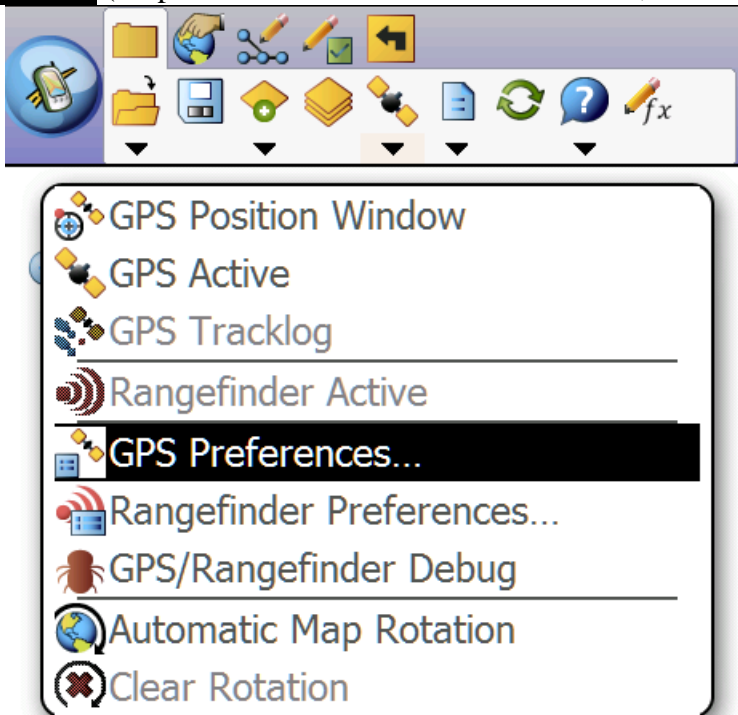 fx
GPS Position Window
GPS Active
GPS Tracklog
Rangefinder Active
GPS Preferences...
Rangefinder Preferences...
GPS/Rangefinder Debug
Automatic Map Rotation
Clear Rotation